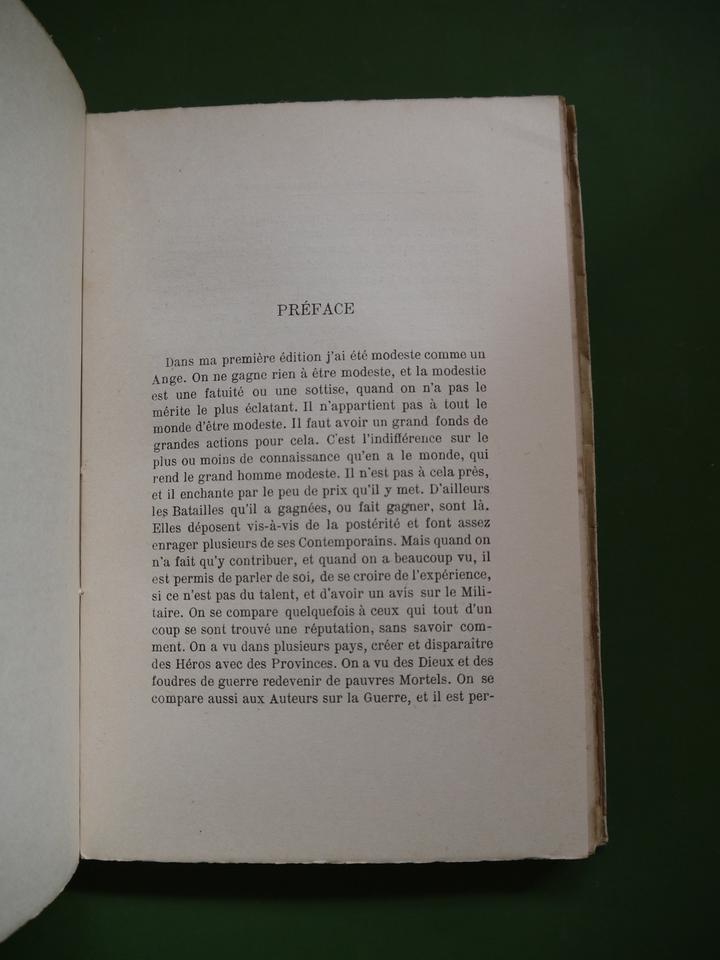 PRÉFACE
Dans ma première édition j'ai été modeste comme un
Ange. On ne gagne rien à être modeste, et la modestie
est une fatuité ou une sottise, quand on n'a pas le
mérite le plus éclatant. Il n'appartient pas à tout le
monde d'être modeste. Il faut avoir un grand fonds de
grandes actions pour cela. C'est l'indifférence sur le
plus ou moins de connaissance qu'en a le monde, qui
rend le grand homme modeste. Il n'est pas à cela près,
et il enchante par le peu de prix qu'il y met. D'ailleurs
les Batailles qu'il a gagnées, ou fait gagner, sont là.
Elles déposent vis-à-vis de la postérité et font assez
enrager plusieurs de ses Contemporains. Mais quand on
n'a fait qu'y contribuer, et quand on a beaucoup vu, il
est permis de parler de soi, de se croire de l'expérience,
si ce n'est pas du talent, et d'avoir un avis sur le Mili-
taire. On se compare quelquefois à ceux qui tout d'un
coup se sont trouvé une réputation, sans savoir com-
ment. On a vu dans plusieurs pays, créer et disparaître
des Héros avec des Provinces. On a vu des Dieux et des
foudres de guerre redevenir de pauvres Mortels. On se
compare aussi aux Auteurs sur la Guerre, et il est per-